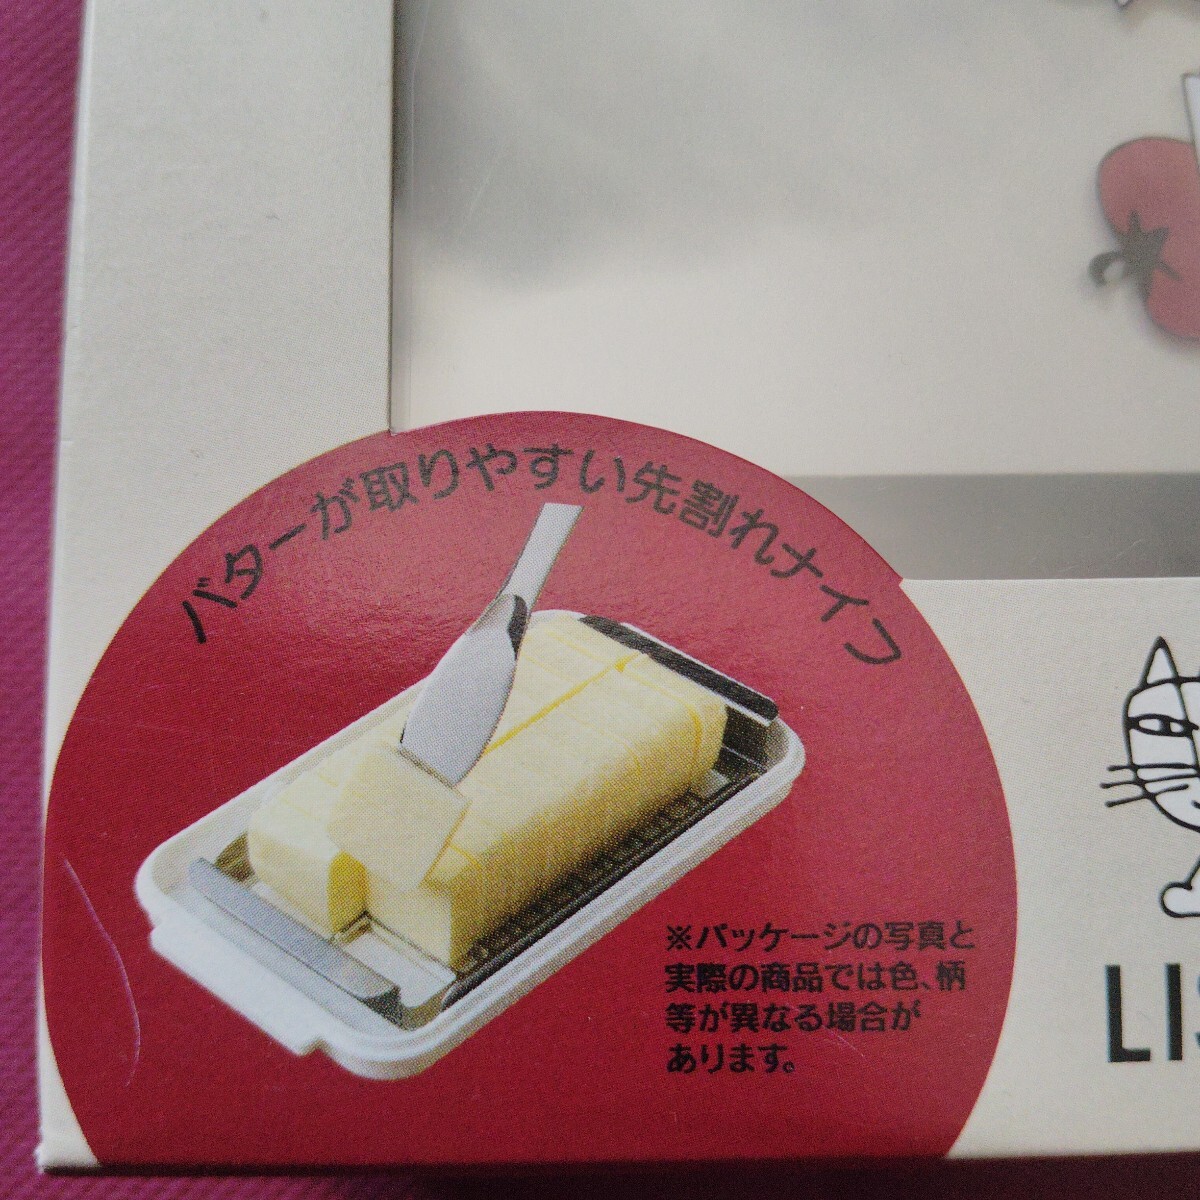 バターが取りやすい先割れナイフ
※パッケージの写真と
実際の商品では色、柄
等が異なる場合が
あります。
LIS